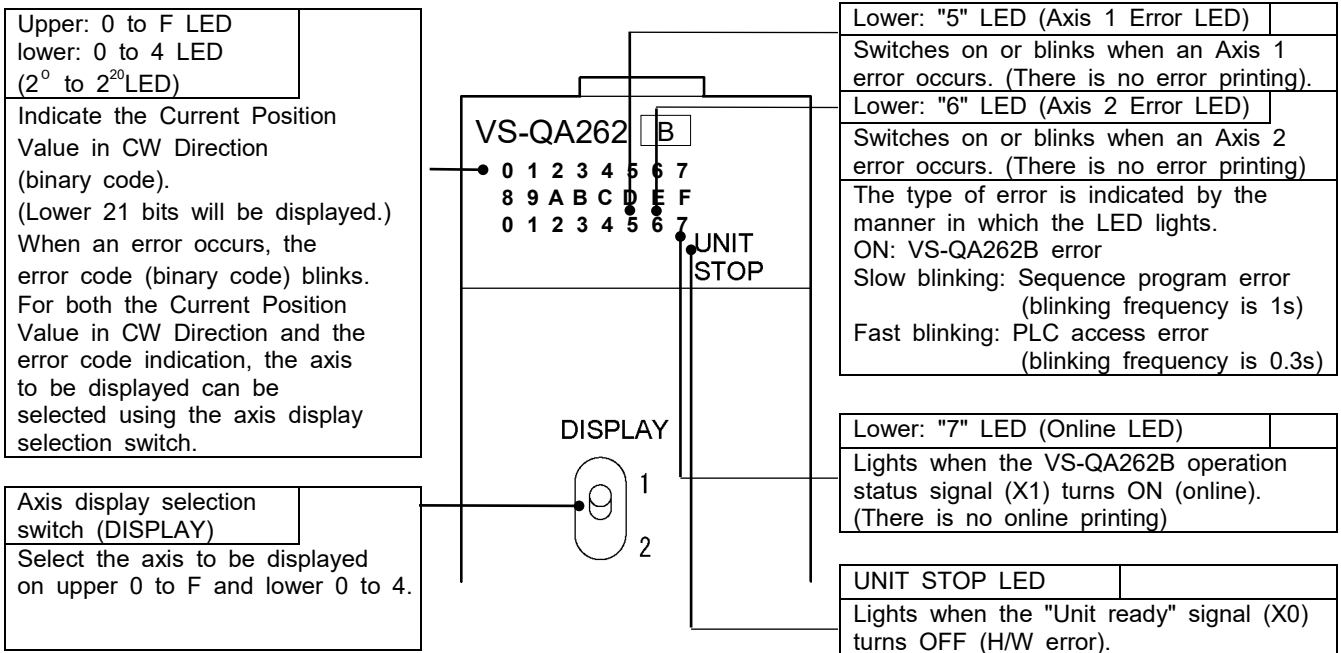 Upper: 0 to F LED
lower: 0 to 4 LED
(2⁰ to 2²⁰LED)
Indicate the Current Position
Value in CW Direction
(binary code).
(Lower 21 bits will be displayed.)
When an error occurs, the
error code (binary code) blinks.
For both the Current Position
Value in CW Direction and the
error code indication, the axis
to be displayed can be
selected using the axis display
selection switch.
Axis display selection
switch (DISPLAY)
Select the axis to be displayed
on upper 0 to F and lower 0 to 4.
VS-QA262 B
0 1 2 3 4 5 6 7
8 9 A B C D E F
0 1 2 3 4 5 6 7
UNIT
STOP
DISPLAY
1
2
Lower: "5" LED (Axis 1 Error LED)
Switches on or blinks when an Axis 1
error occurs. (There is no error printing).
Lower: "6" LED (Axis 2 Error LED)
Switches on or blinks when an Axis 2
error occurs. (There is no error printing)
The type of error is indicated by the
manner in which the LED lights.
ON: VS-QA262B error
Slow blinking: Sequence program error
(blinking frequency is 1s)
Fast blinking: PLC access error
(blinking frequency is 0.3s)
Lower: "7" LED (Online LED)
Lights when the VS-QA262B operation
status signal (X1) turns ON (online).
(There is no online printing)
UNIT STOP LED
Lights when the "Unit ready" signal (X0)
turns OFF (H/W error).